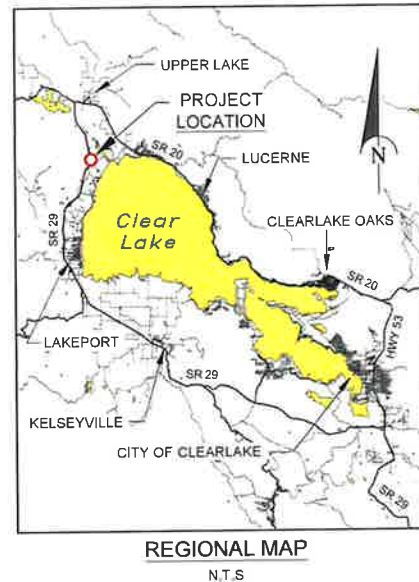 UPPER LAKE
PROJECT
LOCATION
SR 20
LUCERNE
N
Clear
Lake
CLEARLAKE OAKS
SR 29
SR 20
HWY 53
LAKEPORT
KELSEYVILLE
SR 29
CITY OF CLEARLAKE
SR 29
REGIONAL MAP
N.T.S